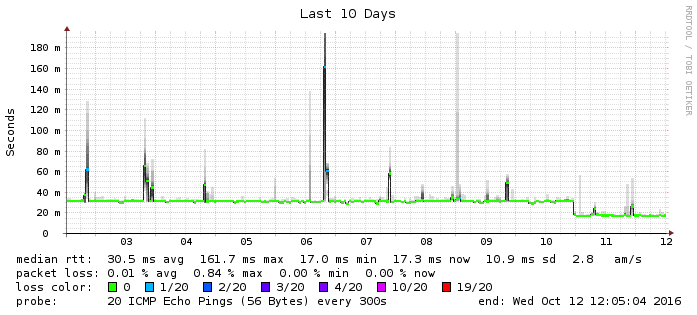 Last 10 Days
RRDTOOL / TOBI OETIKER
Seconds
180 m
160 m
140 m
120 m
100 m
80 m
60 m
40 m
20 m
0
03 04 05 06 07 08 09 10 11 12
median rtt: 30.5 ms avg 161.7 ms max 17.0 ms min 17.3 ms now 10.9 ms sd 2.8 am/s
packet loss: 0.01 % avg 0.84 % max 0.00 % min 0.00 % now
loss color: 0 1/20 2/20 3/20 4/20 10/20 19/20
probe: 20 ICMP Echo Pings (56 Bytes) every 300s end: Wed Oct 12 12:05:04 2016